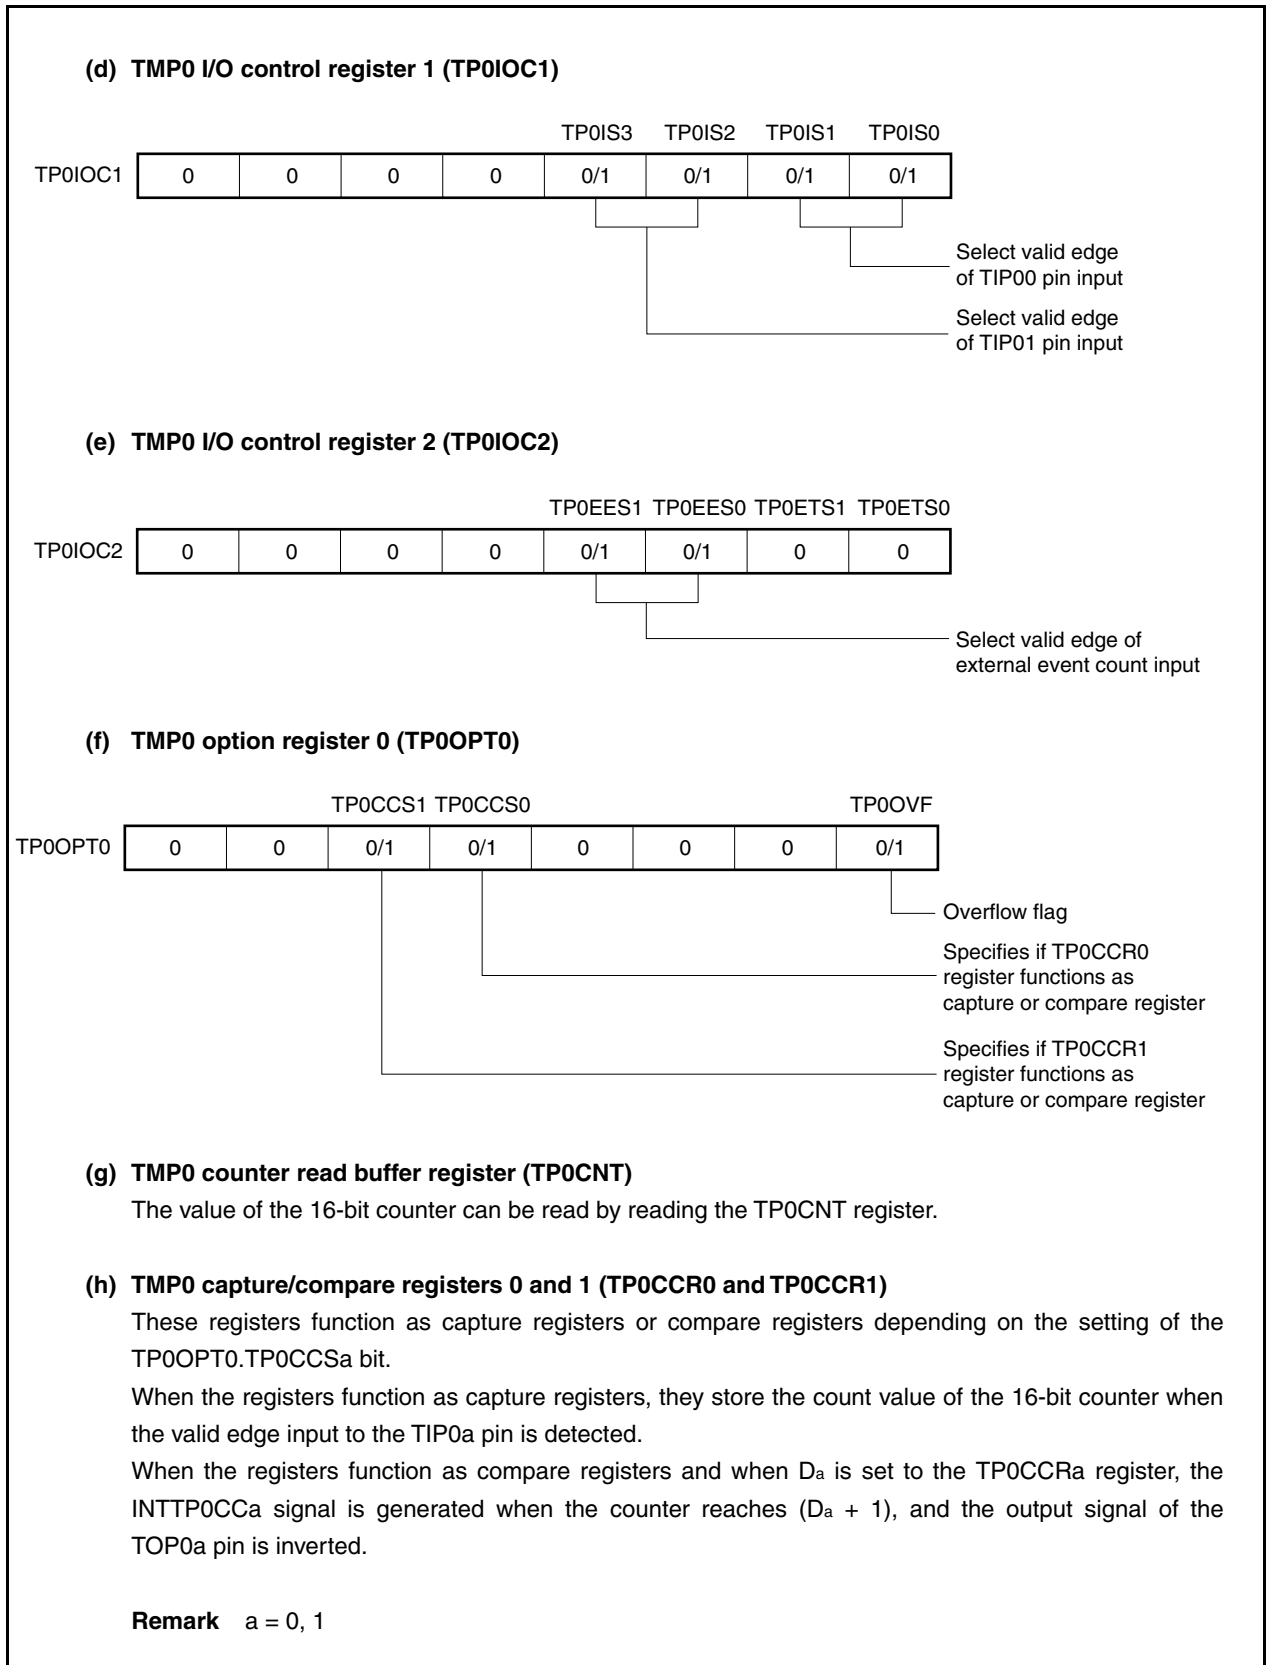 (d) TMP0 I/O control register 1 (TP0IOC1)
TP0IS3 TP0IS2 TP0IS1 TP0IS0
TP0IOC1 0 0 0 0 0/1 0/1 0/1 0/1
Select valid edge
of TIP00 pin input
Select valid edge
of TIP01 pin input
(e) TMP0 I/O control register 2 (TP0IOC2)
TP0EES1 TP0EES0 TP0ETS1 TP0ETS0
TP0IOC2 0 0 0 0 0/1 0/1 0 0
Select valid edge of
external event count input
(f) TMP0 option register 0 (TP0OPT0)
TP0CCS1 TP0CCS0 TP0OVF
TP0OPT0 0 0 0/1 0/1 0 0 0 0/1
Overflow flag
Specifies if TP0CCR0
register functions as
capture or compare register
Specifies if TP0CCR1
register functions as
capture or compare register
(g) TMP0 counter read buffer register (TP0CNT)
The value of the 16-bit counter can be read by reading the TP0CNT register.
(h) TMP0 capture/compare registers 0 and 1 (TP0CCR0 and TP0CCR1)
These registers function as capture registers or compare registers depending on the setting of the
TP0OPT0.TP0CCSa bit.
When the registers function as capture registers, they store the count value of the 16-bit counter when
the valid edge input to the TIP0a pin is detected.
When the registers function as compare registers and when Da is set to the TP0CCRa register, the
INTTP0CCa signal is generated when the counter reaches (Da + 1), and the output signal of the
TOP0a pin is inverted.
Remark a = 0, 1